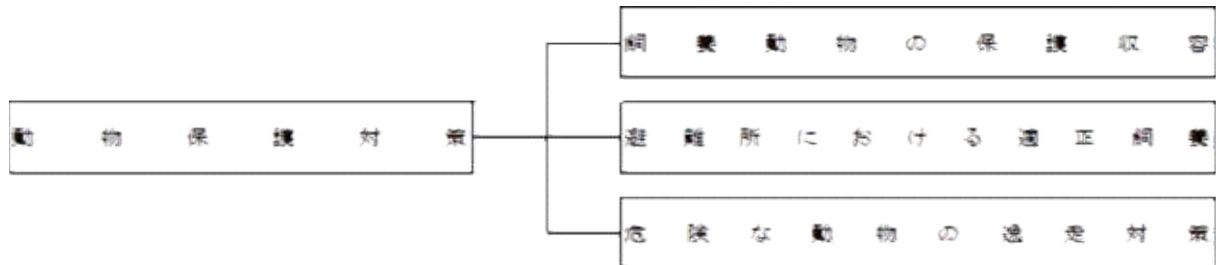 動物保護対策
飼養動物の保護収容
避難所における適正飼養
危険な動物の逸走対策